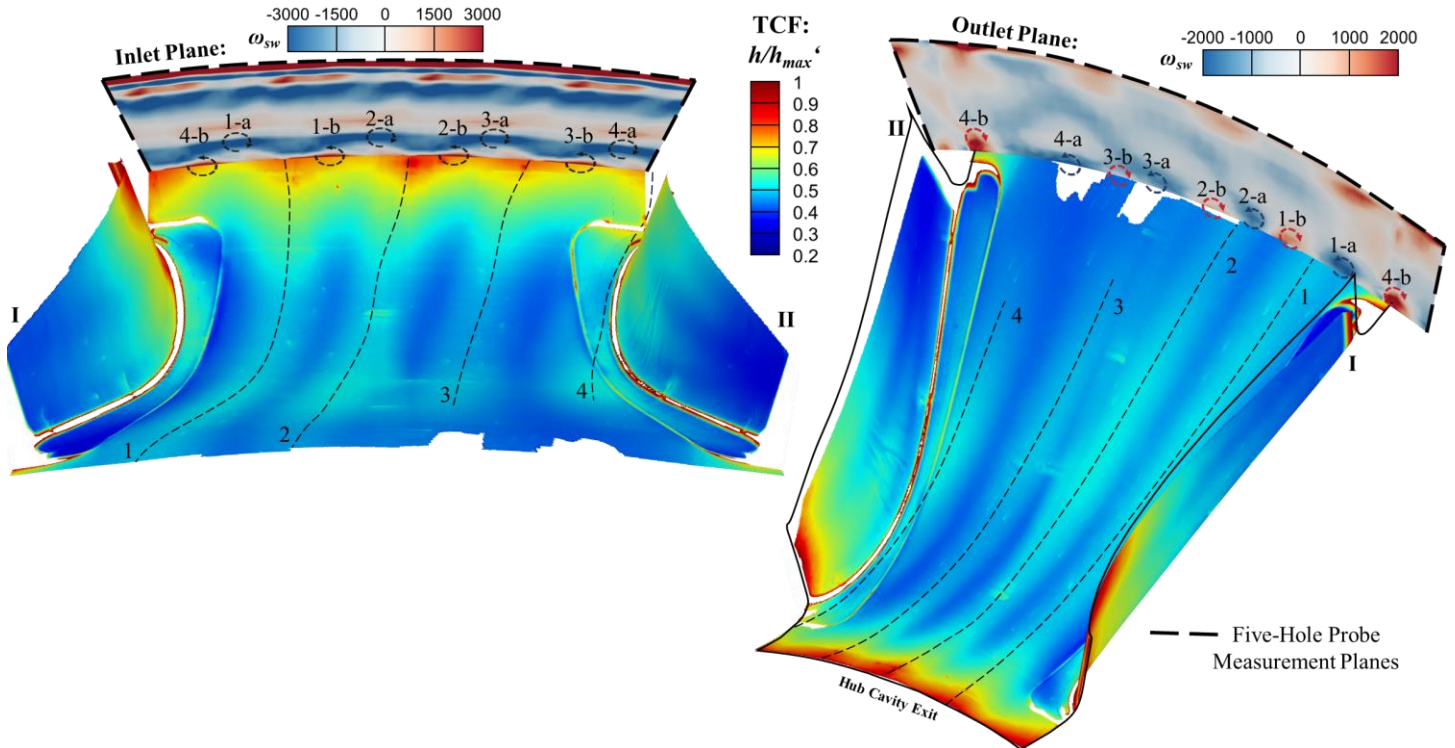 -3000 -1500 0 1500 3000
ω_sw
Inlet Plane:
4-b 1-a 1-b 2-a 2-b 3-a 3-b 4-a
I
II
1 2 3 4
TCF:
h/h_max‘
1
0.9
0.8
0.7
0.6
0.5
0.4
0.3
0.2
Outlet Plane:
-2000 -1000 0 1000 2000
ω_sw
II
4-b 4-a 3-b 3-a 2-b 2-a 1-b 1-a 4-b
4 3 2 1
I
Hub Cavity Exit
Five-Hole Probe
Measurement Planes